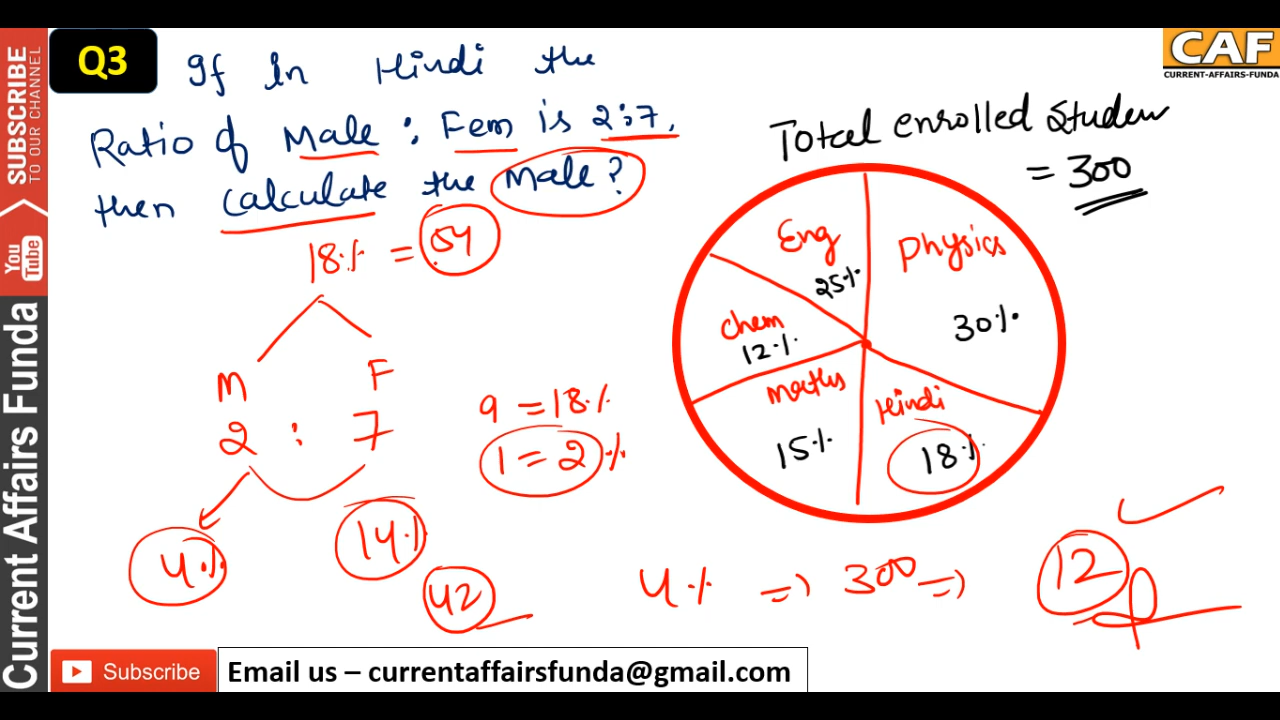 Q3
If In Hindi the
Ratio of Male : Fem is 2:7,
then calculate the Male?
18% = 54
M F
2 : 7
9 = 18%
1 = 2%
4%
14%
42
4% => 300 =>
12
Total enrolled Studen
= 300
Eng
25%
Physics
30%
Chem
12%
Maths
15%
Hindi
18%
CAF
CURRENT-AFFAIRS-FUNDA
SUBSCRIBE
TO OUR CHANNEL
You
Tube
Current Affairs Funda
Subscribe
Email us – currentaffairsfunda@gmail.com